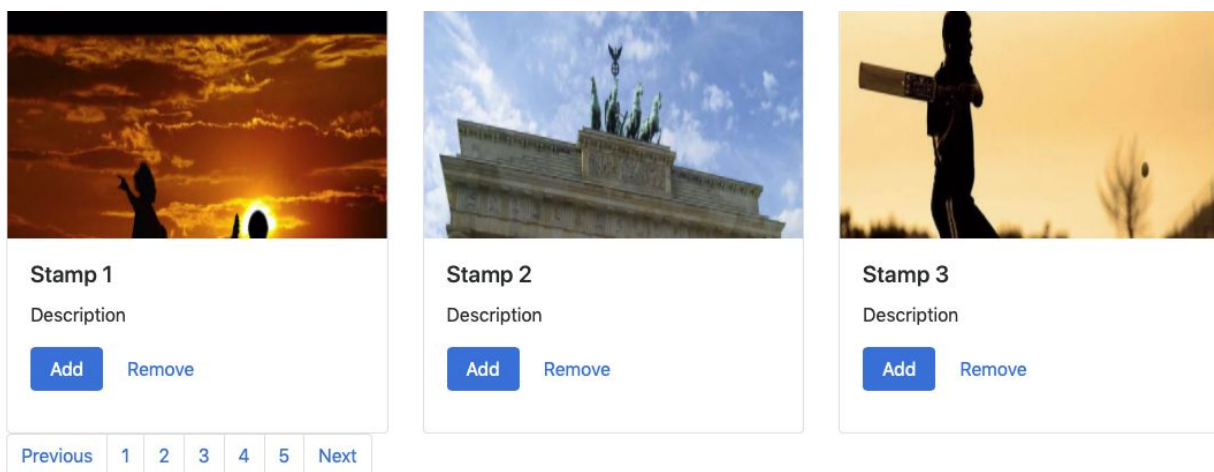 Stamp 1
Description
Add Remove
Stamp 2
Description
Add Remove
Stamp 3
Description
Add Remove
Previous 1 2 3 4 5 Next